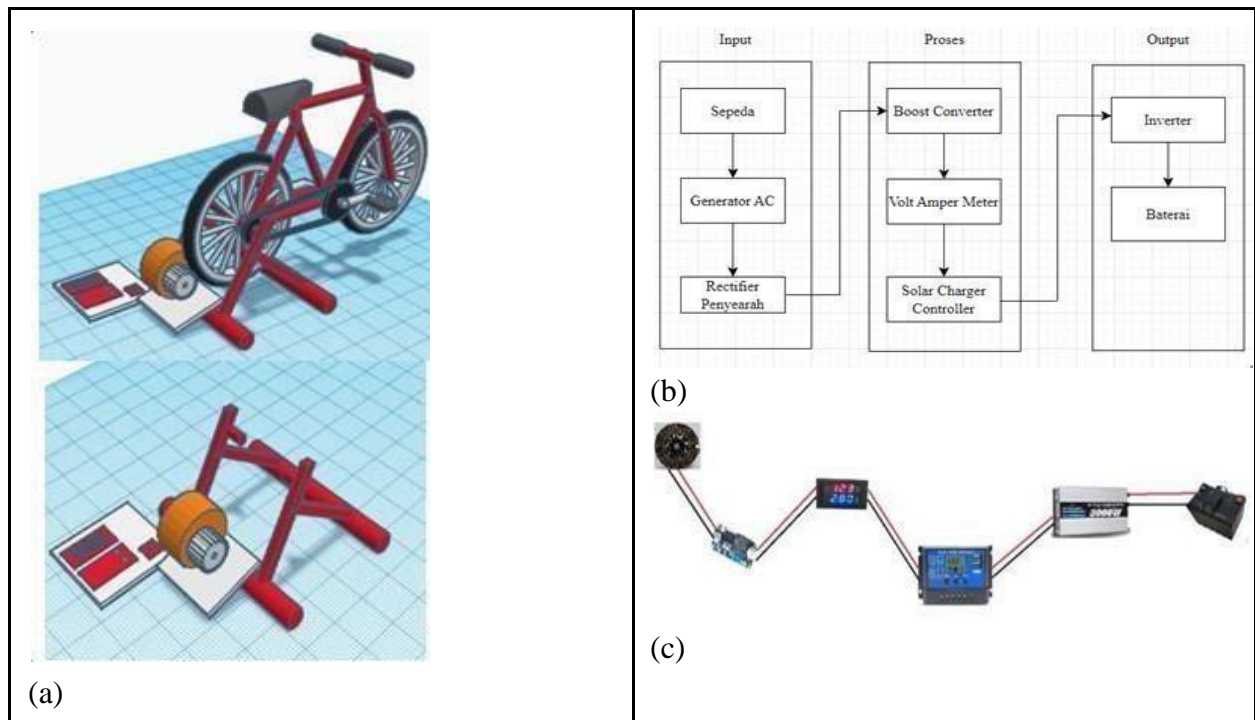 (a)
Input
Proses
Output
Sepeda
Generator AC
Rectifier
Penyearah
Boost Converter
Volt Amper Meter
Solar Charger
Controller
Inverter
Baterai
(b)
(c)